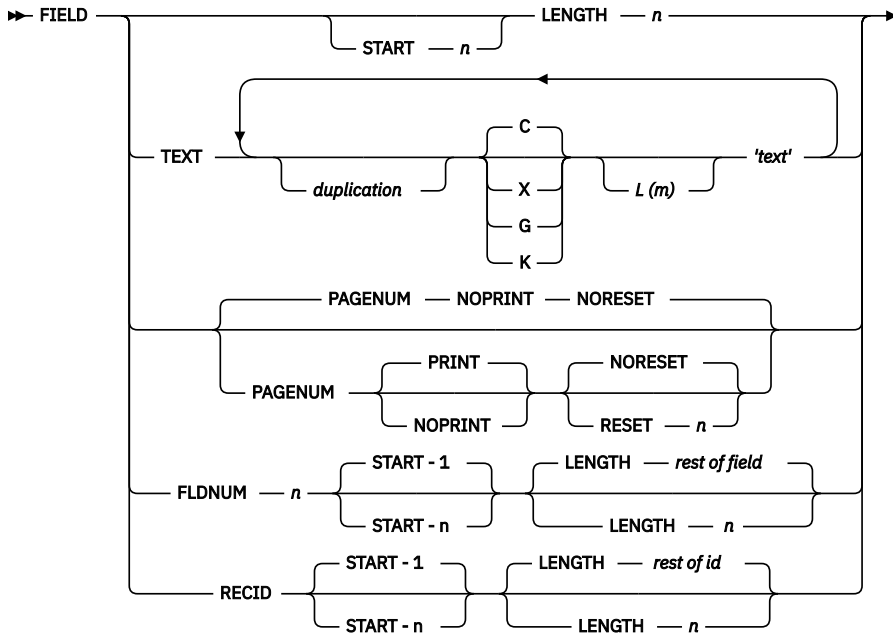 FIELD LENGTH n
START n
C
TEXT 'text'
duplication X L (m)
G
K
PAGENUM NOPRINT NORESET
PRINT NORESET
PAGENUM
NOPRINT RESET n
START - 1 LENGTH rest of field
FLDNUM n
START - n LENGTH n
START - 1 LENGTH rest of id
RECID
START - n LENGTH n